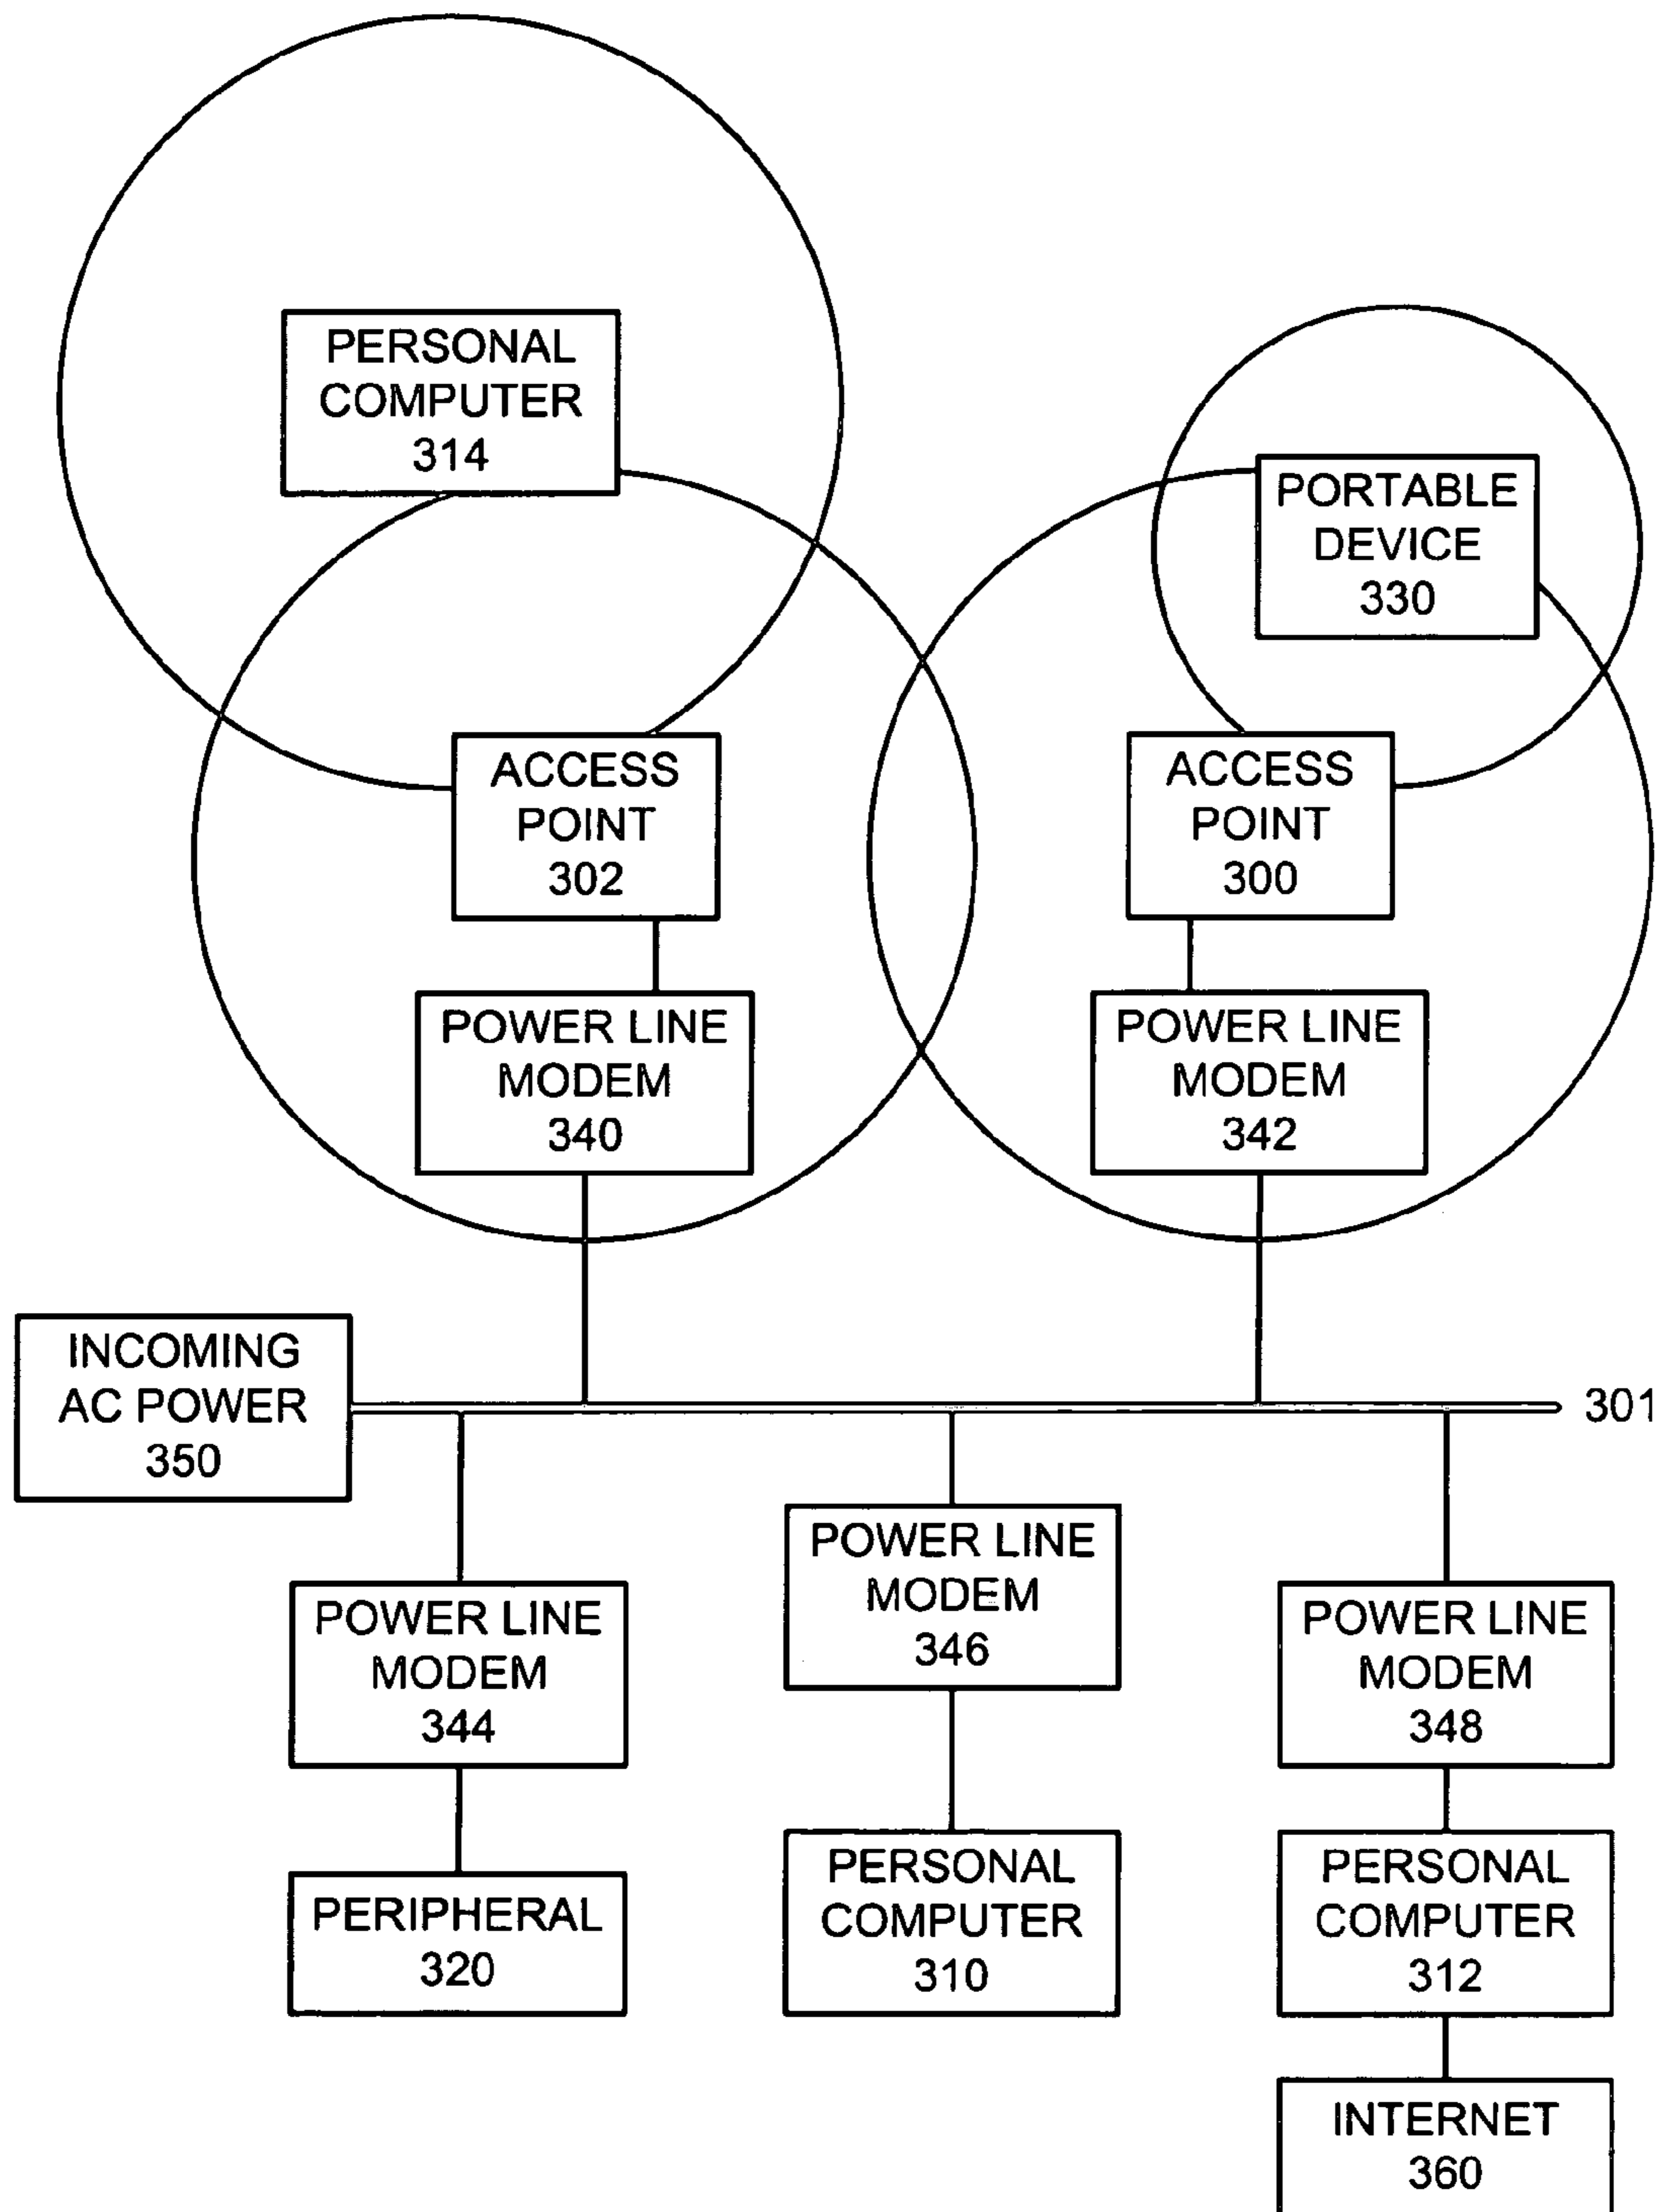 PERSONAL
COMPUTER
314
PORTABLE
DEVICE
330
ACCESS
POINT
302
ACCESS
POINT
300
POWER LINE
MODEM
340
POWER LINE
MODEM
342
INCOMING
AC POWER
350
301
POWER LINE
MODEM
344
POWER LINE
MODEM
346
POWER LINE
MODEM
348
PERIPHERAL
320
PERSONAL
COMPUTER
310
PERSONAL
COMPUTER
312
INTERNET
360